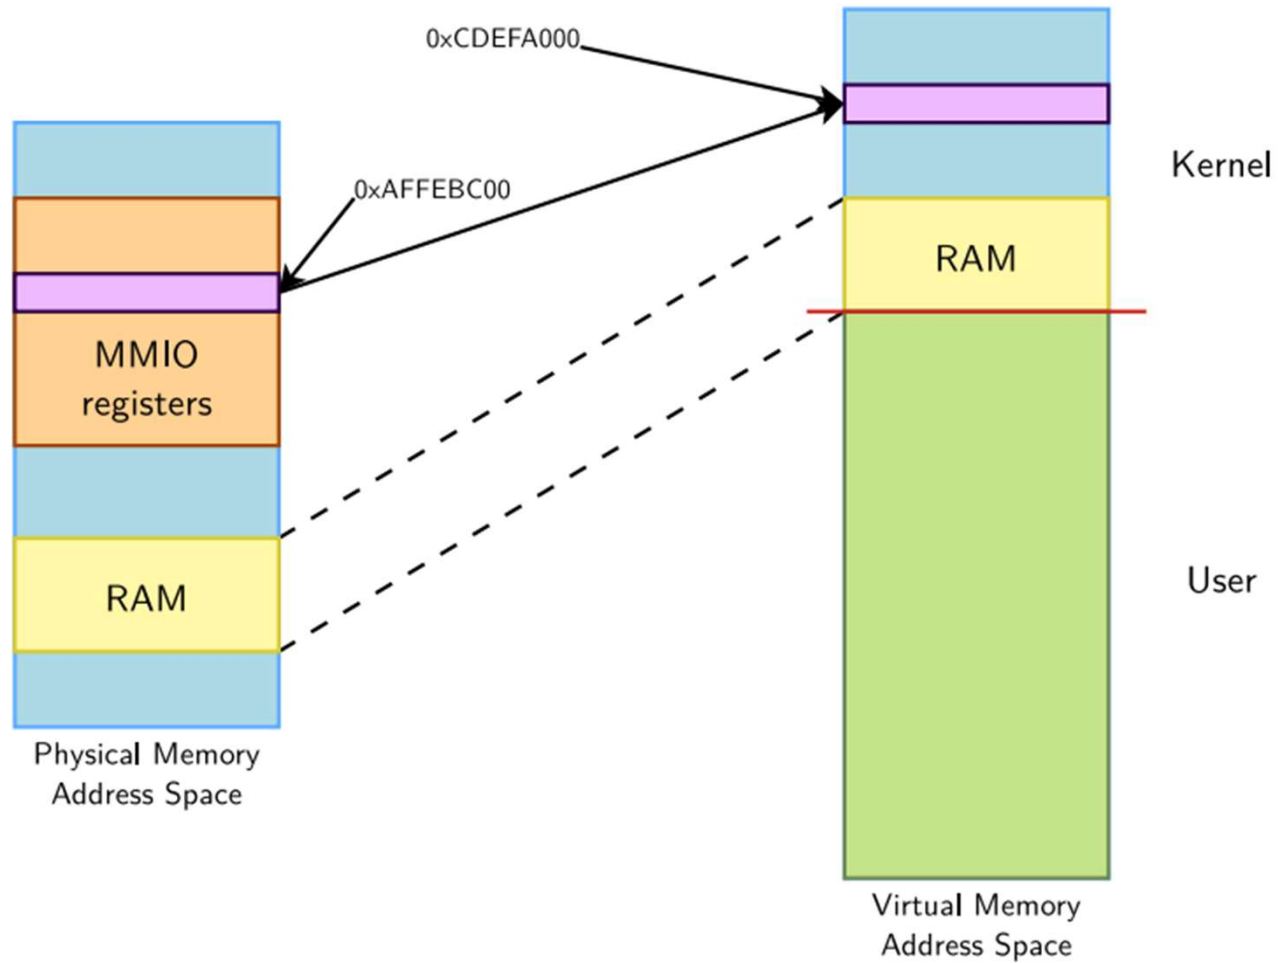 0xCDEFA000
Kernel
0xAFFEBC00
RAM
MMIO
registers
User
RAM
Physical Memory
Address Space
Virtual Memory
Address Space